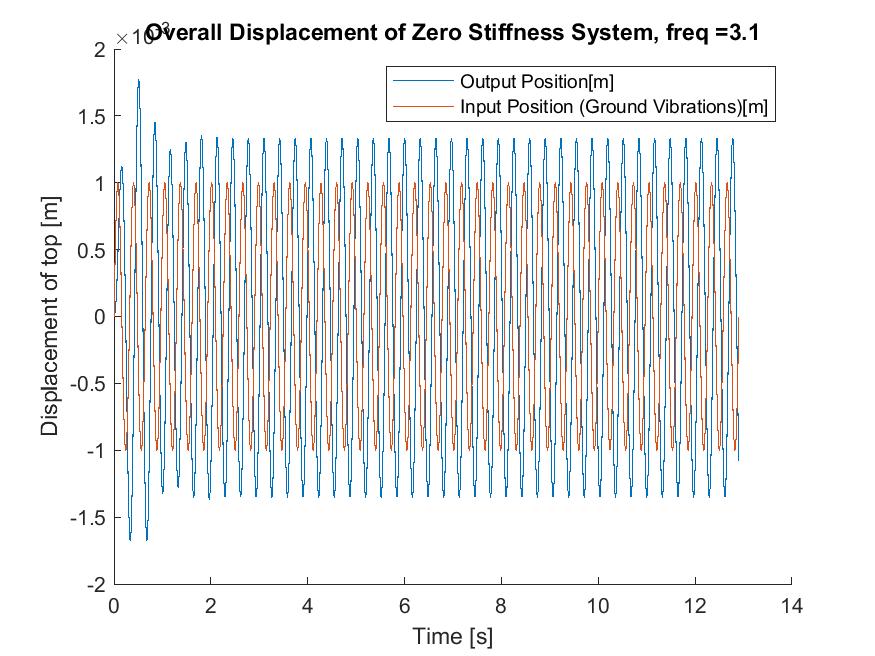 Overall Displacement of Zero Stiffness System, freq =3.1
×10-3
Output Position[m]
Input Position (Ground Vibrations)[m]
Displacement of top [m]
2
1.5
1
0.5
0
-0.5
-1
-1.5
-2
0 2 4 6 8 10 12 14
Time [s]